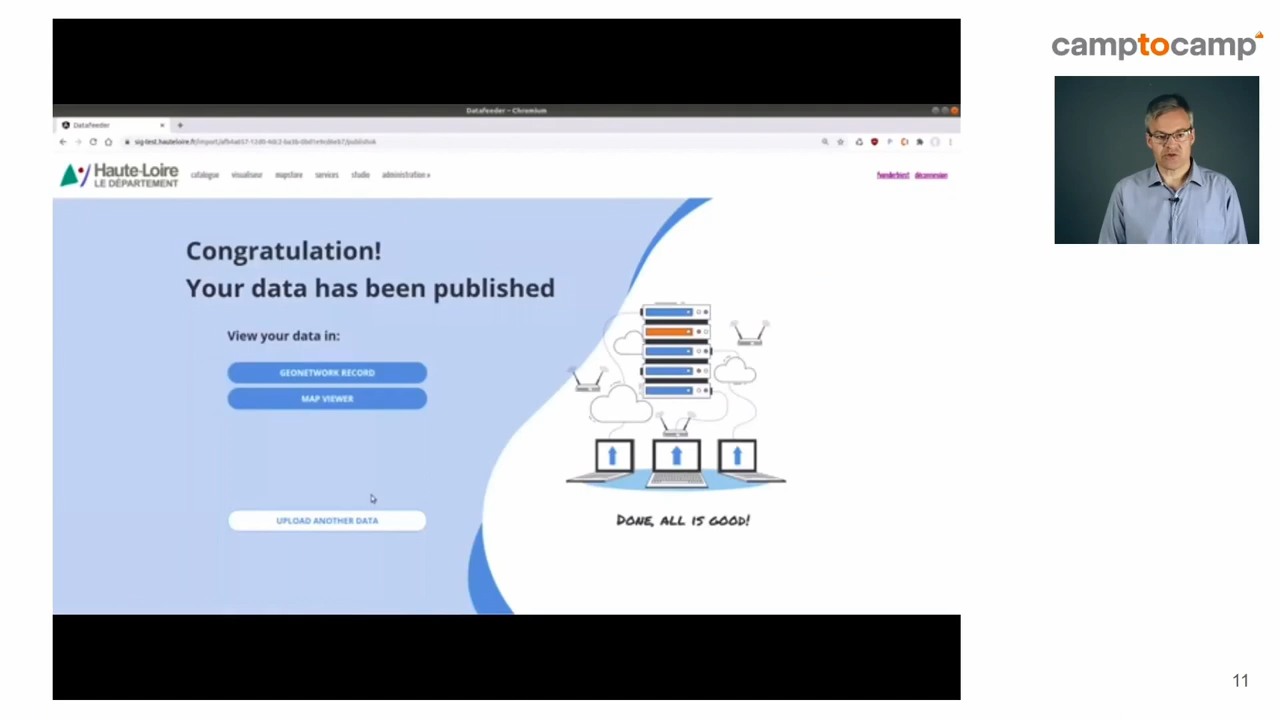 camptocamp
Datafeeder – Chromium
Datafeeder
Haute-Loire
LE DÉPARTEMENT
catalogue visualiseur mapstore services studio administration
déconnexion
Congratulation!
Your data has been published
View your data in:
GEONETWORK RECORD
MAP VIEWER
UPLOAD ANOTHER DATA
DONE, ALL IS GOOD!
11